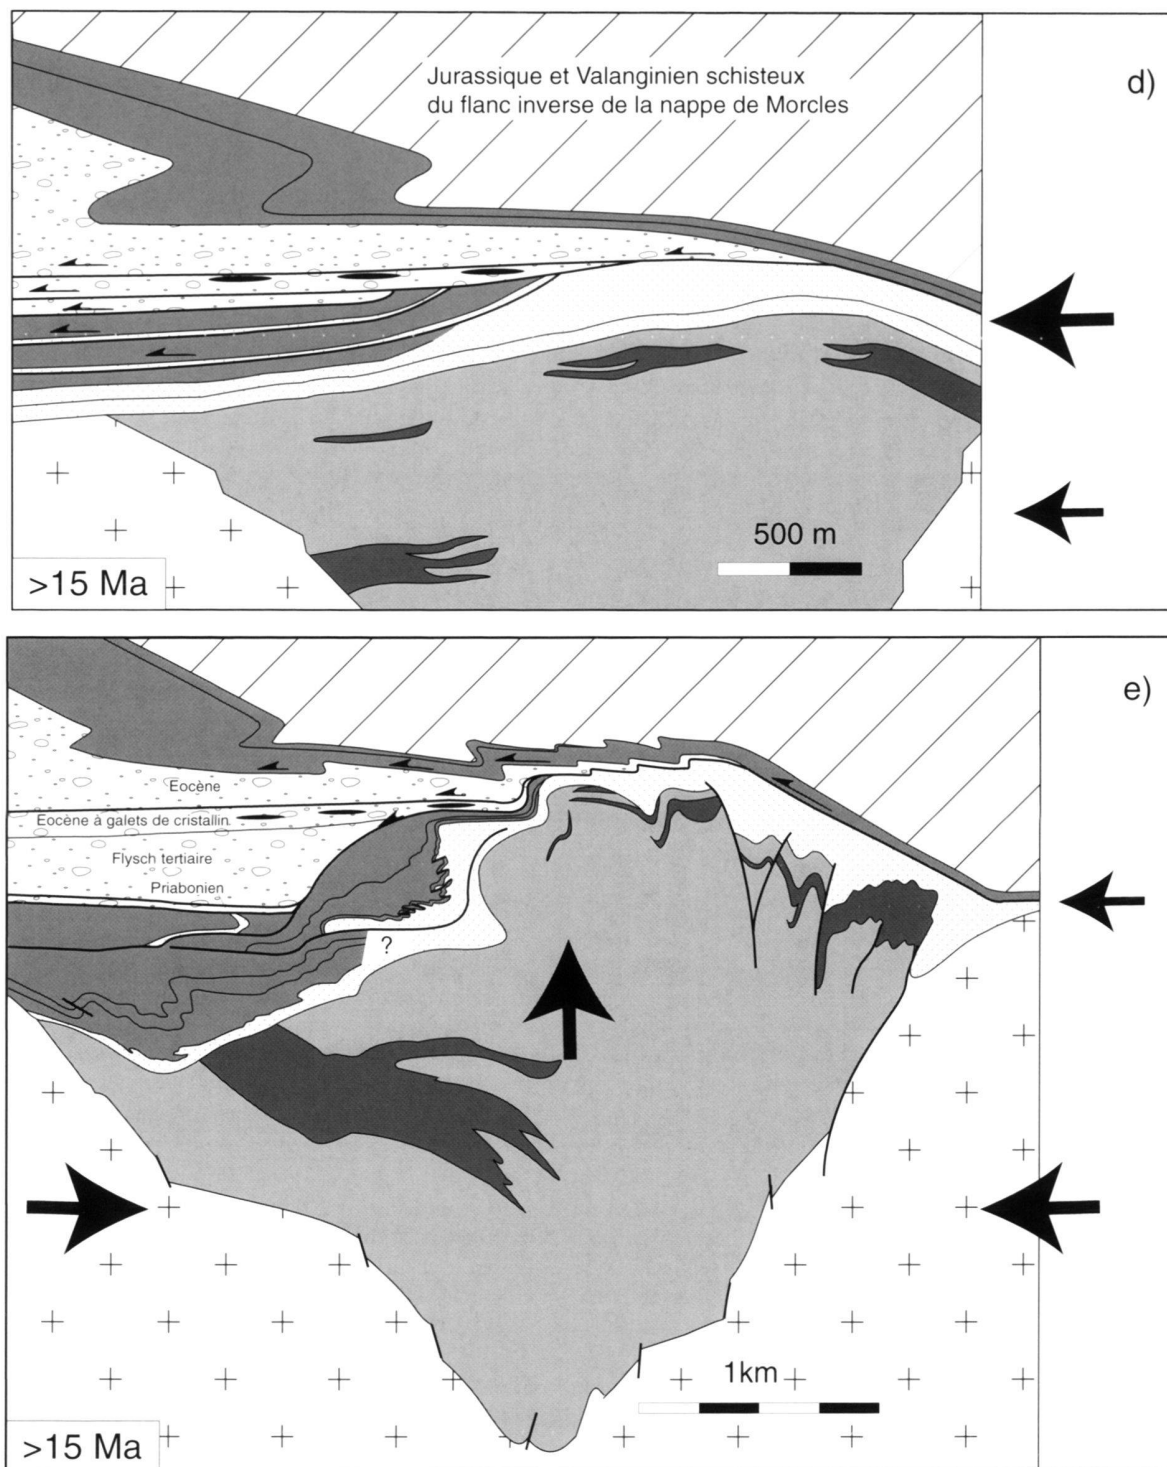 Jurassique et Valanginien schisteux
du flanc inverse de la nappe de Morcles
d)
500 m
>15 Ma
e)
Eocène
Eocène à galets de cristallin
Flysch tertiaire
Priabonien
?
1km
>15 Ma